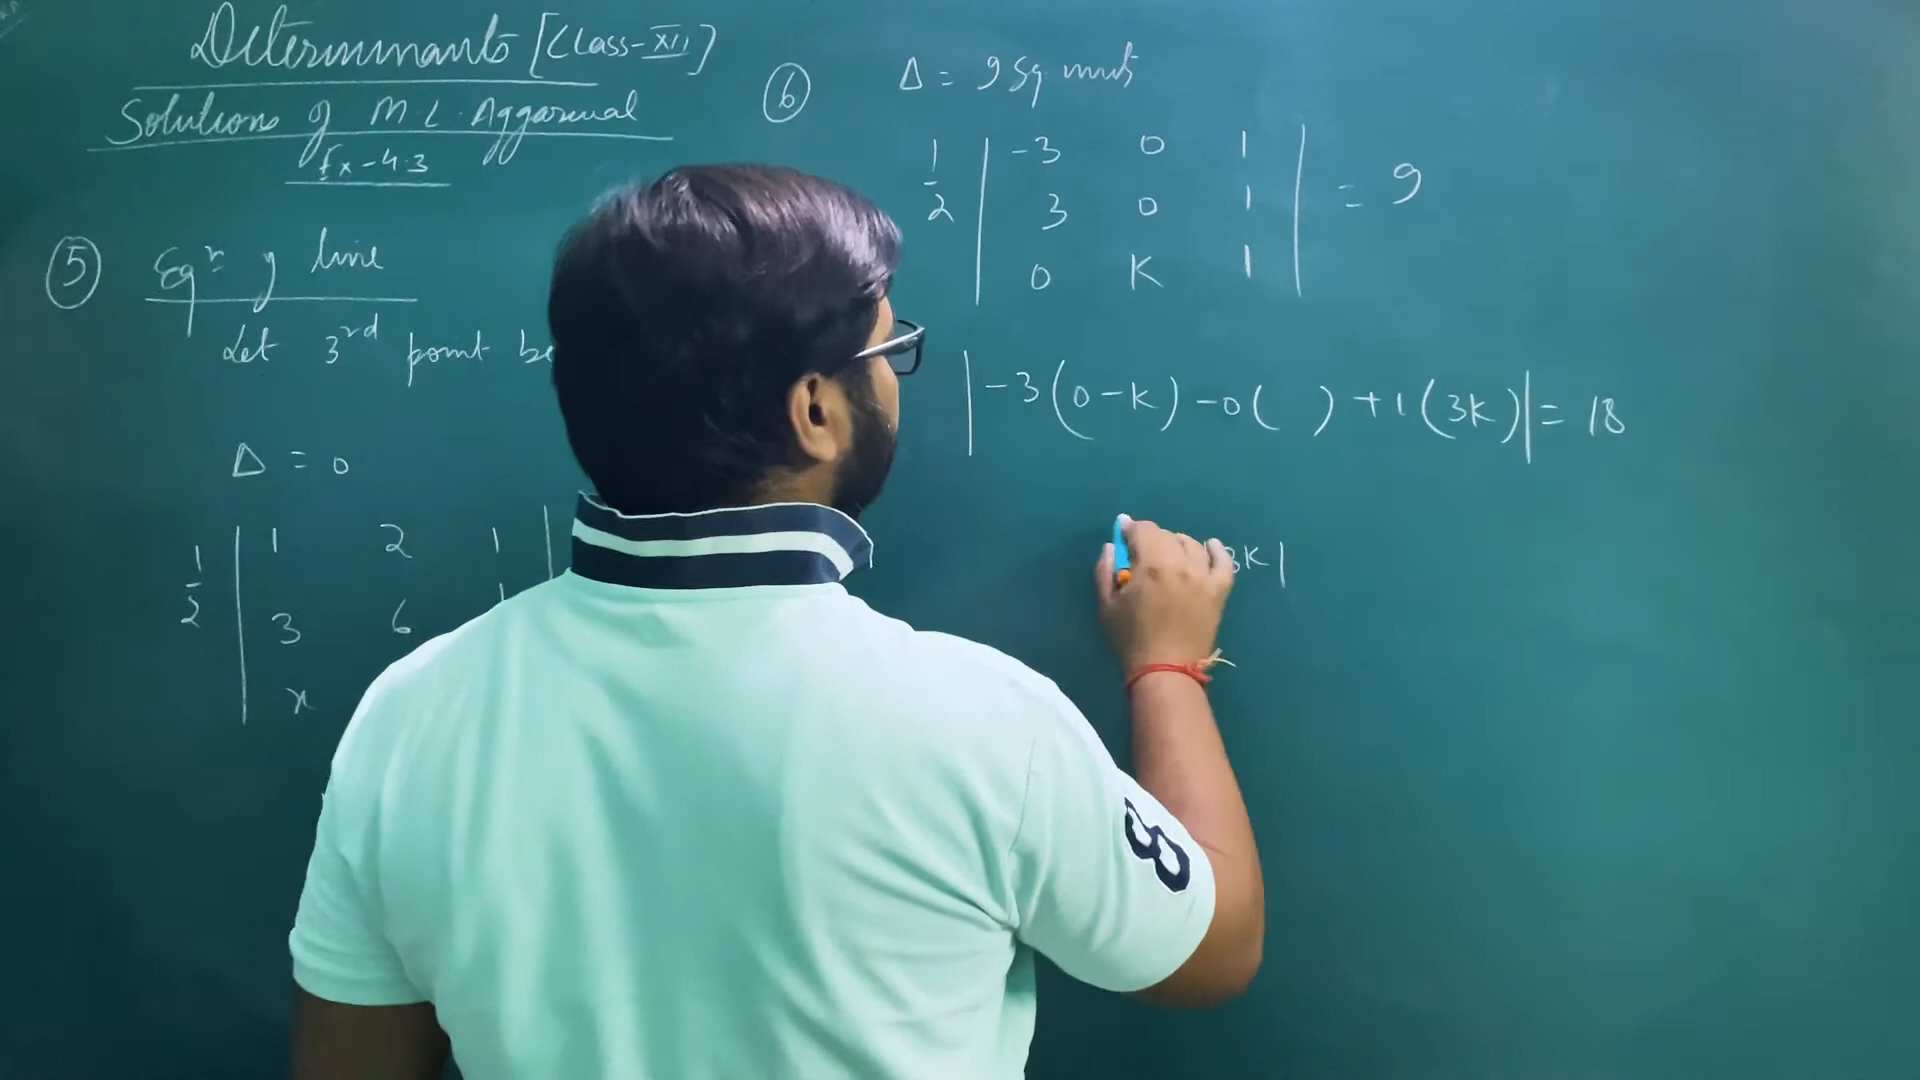 Determinants [Class-XII]
Solutions of M L. Aggarwal
Ex-4.3
5 Eqn of line
Let 3rd point be
Δ = 0
1/2 | 1 2 1
3 6 1
x
6 Δ = 9 sq units
1/2 | -3 0 1 | = 9
3 0 1
0 K 1
| -3(0-K) -0( ) +1(3K) | = 18
3K |
8